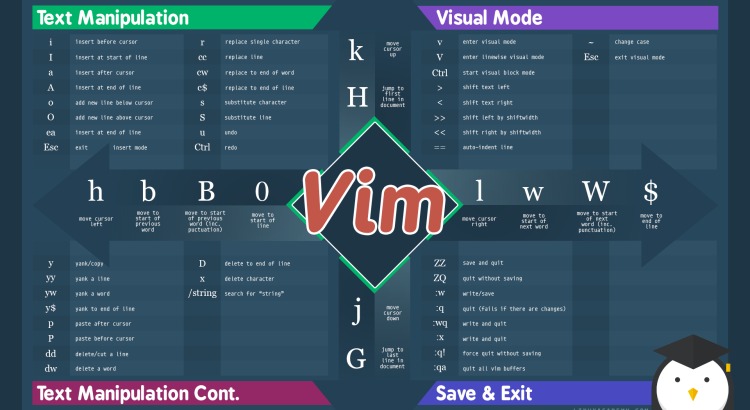 Text Manipulation
i insert before cursor
I insert at start of line
a insert after cursor
A insert at end of line
o add new line below cursor
O add new line above cursor
ea insert at end of line
Esc exit insert mode
r replace single character
cc replace line
cw replace to end of word
c$ replace to end of line
s substitute character
S substitute line
u undo
Ctrl redo
k
move
cursor
up
H
jump to
first
line in
document
Visual Mode
v enter visual mode
V enter linewise visual mode
Ctrl start visual block mode
> shift text left
< shift text right
>> shift left by shiftwidth
<< shift right by shiftwidth
== auto-indent line
~ change case
Esc exit visual mode
h
move cursor
left
b
move to
start of
previous
word
B
move to start
of previous
word (inc.
puctuation)
0
move to
start of
line
Vim
l
move cursor
right
w
move to
start of
next word
W
move to start
of next
word (inc.
punctuation)
$
move to
end of
line
y yank/copy
yy yank a line
yw yank a word
y$ yank to end of line
p paste after cursor
P paste before cursor
dd delete/cut a line
dw delete a word
D delete to end of line
x delete character
/string search for "string"
j
move
cursor
down
G
jump to
last
line in
document
ZZ save and quit
ZQ quit without saving
:w write/save
:q quit (fails if there are changes)
:wq write and quit
:x write and quit
:q! force quit without saving
:qa quit all vim buffers
Text Manipulation Cont.
Save & Exit